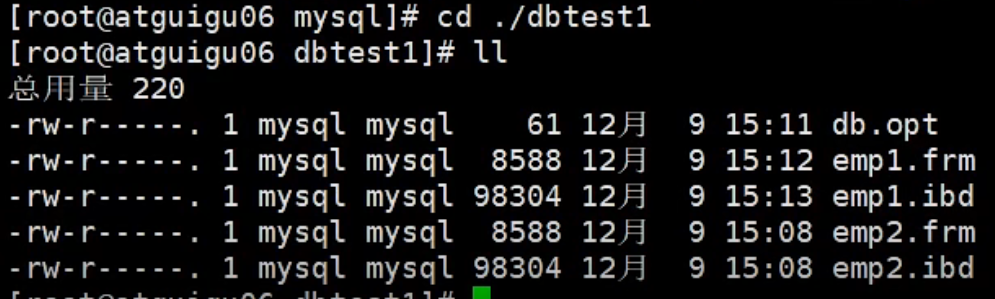 [root@atguigu06 mysql]# cd ./dbtest1
[root@atguigu06 dbtest1]# ll
总用量 220
-rw-r-----. 1 mysql mysql    61 12月  9 15:11 db.opt
-rw-r-----. 1 mysql mysql  8588 12月  9 15:12 emp1.frm
-rw-r-----. 1 mysql mysql 98304 12月  9 15:13 emp1.ibd
-rw-r-----. 1 mysql mysql  8588 12月  9 15:08 emp2.frm
-rw-r-----. 1 mysql mysql 98304 12月  9 15:08 emp2.ibd
[root@atguigu06 dbtest1]#